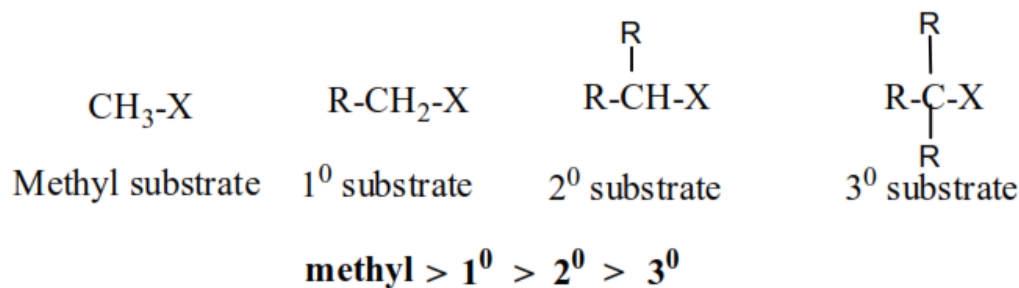 R R
CH₃-X R-CH₂-X R-CH-X R-C-X
R
Methyl substrate 1⁰ substrate 2⁰ substrate 3⁰ substrate
methyl > 1⁰ > 2⁰ > 3⁰